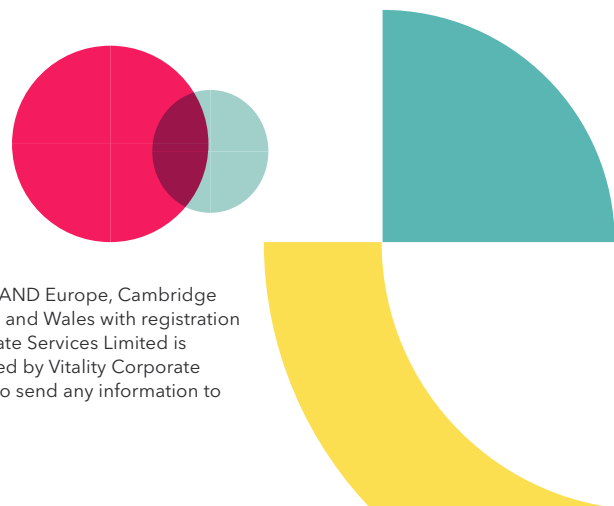 AND Europe, Cambridge
and Wales with registration
ate Services Limited is
ed by Vitality Corporate
o send any information to